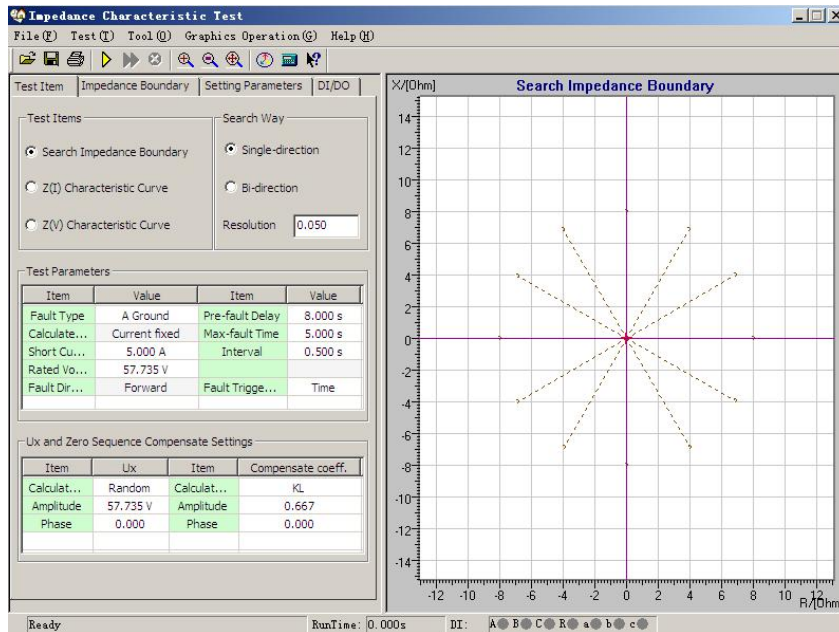 Impedance Characteristic Test
File(F) Test(T) Tool(O) Graphics Operation(G) Help(H)
Test Item Impedance Boundary Setting Parameters DI/DO
Test Items
Search Impedance Boundary
Z(I) Characteristic Curve
Z(V) Characteristic Curve
Search Way
Single-direction
Bi-direction
Resolution 0.050
Test Parameters
Item Value Item Value
Fault Type A Ground Pre-fault Delay 8.000 s
Calculate... Current fixed Max-fault Time 5.000 s
Short Cu... 5.000 A Interval 0.500 s
Rated Vo... 57.735 V
Fault Dir... Forward Fault Trigge... Time
Ux and Zero Sequence Compensate Settings
Item Ux Item Compensate coeff.
Calculat... Random Calculat... KL
Amplitude 57.735 V Amplitude 0.667
Phase 0.000 Phase 0.000
X/[Ohm] Search Impedance Boundary
14
12
10
8
6
4
2
0
-2
-4
-6
-8
-10
-12
-14
-12 -10 -8 -6 -4 -2 0 2 4 6 8 10 12
R/[Ohm
Ready RunTime: 0.000s DI: A B C R a b c